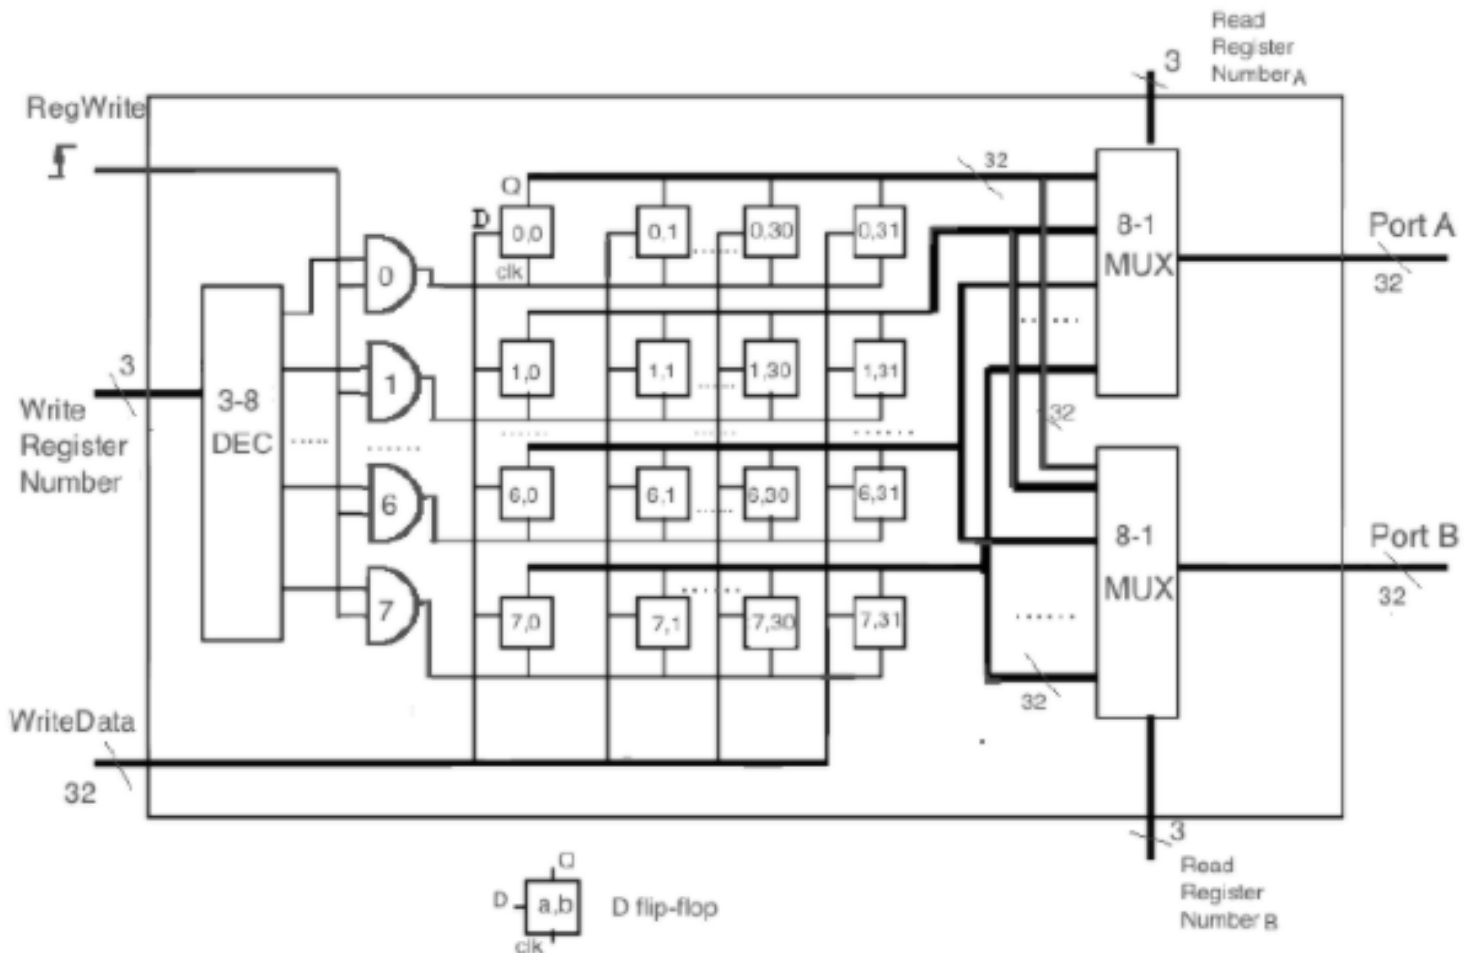 Read
Register
Number A
3
RegWrite
32
Q
D
0,0
0,1
0,30
0,31
clk
0
8-1
MUX
Port A
32
3
Write
Register
Number
3-8
DEC
1
1,0
1,1
1,30
1,31
32
6
6,0
6,1
6,30
6,31
8-1
MUX
Port B
32
7
7,0
7,1
7,30
7,31
32
WriteData
32
3
Read
Register
Number B
Q
D
a,b
clk
D flip-flop